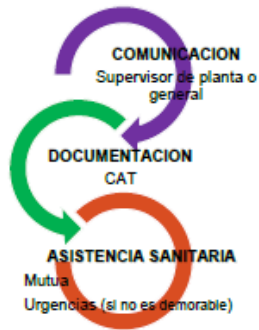 COMUNICACION
Supervisor de planta o
general
DOCUMENTACION
CAT
ASISTENCIA SANITARIA
Mutua
Urgencias (si no es demorable)